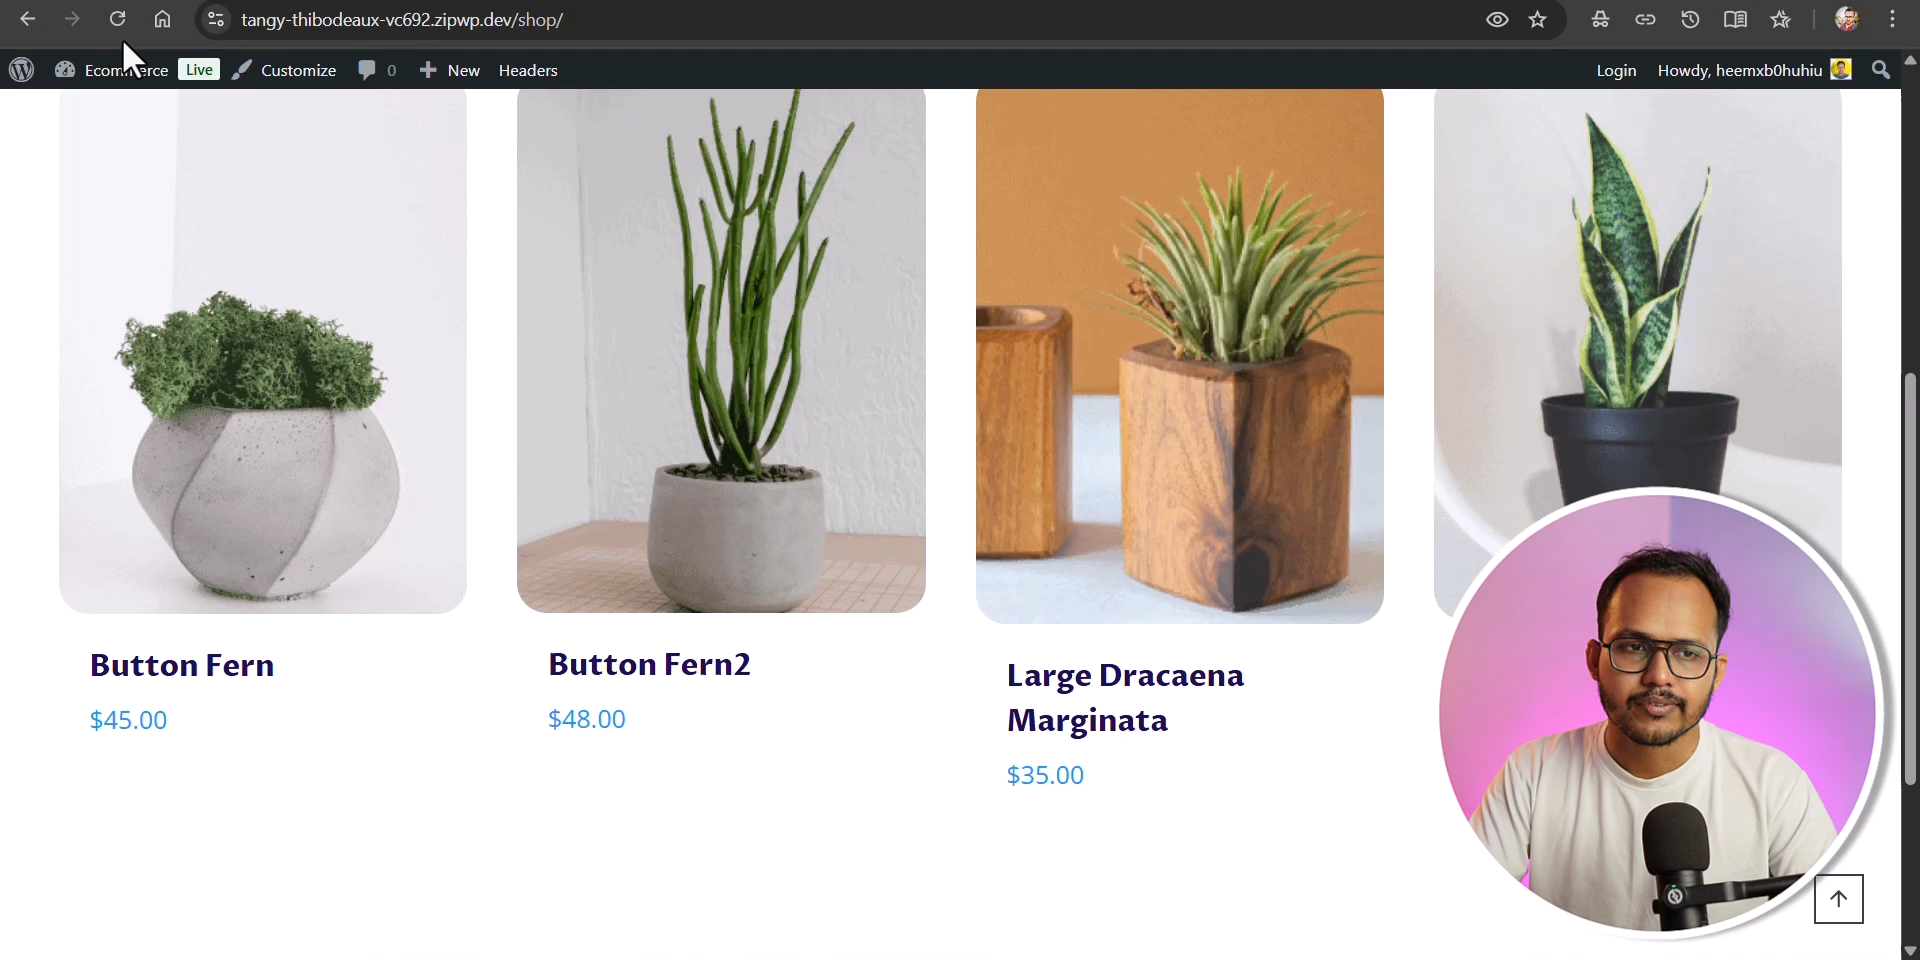 tangy-thibodeaux-vc692.zipwp.dev/shop/
Ecommerce Live Customize 0 New Headers Login Howdy, heemxb0huhiu
Button Fern
$45.00
Button Fern2
$48.00
Large Dracaena
Marginata
$35.00